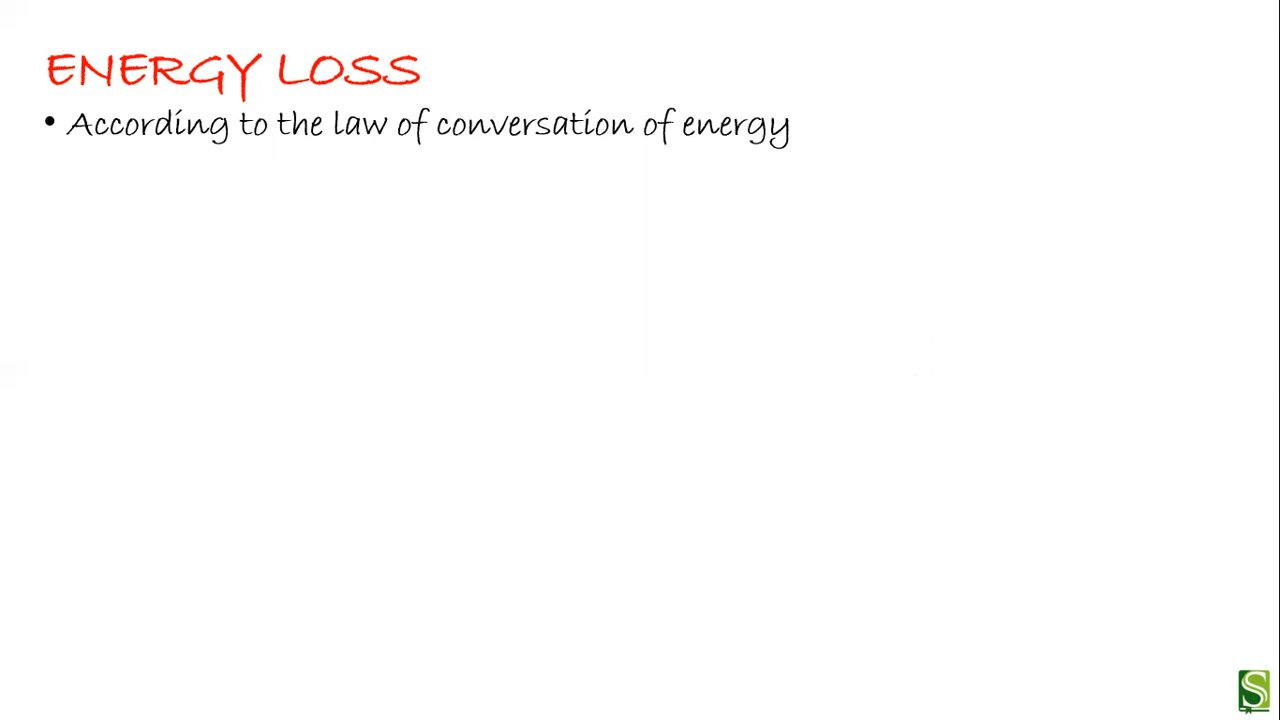 ENERGY LOSS
• According to the law of conversation of energy
S